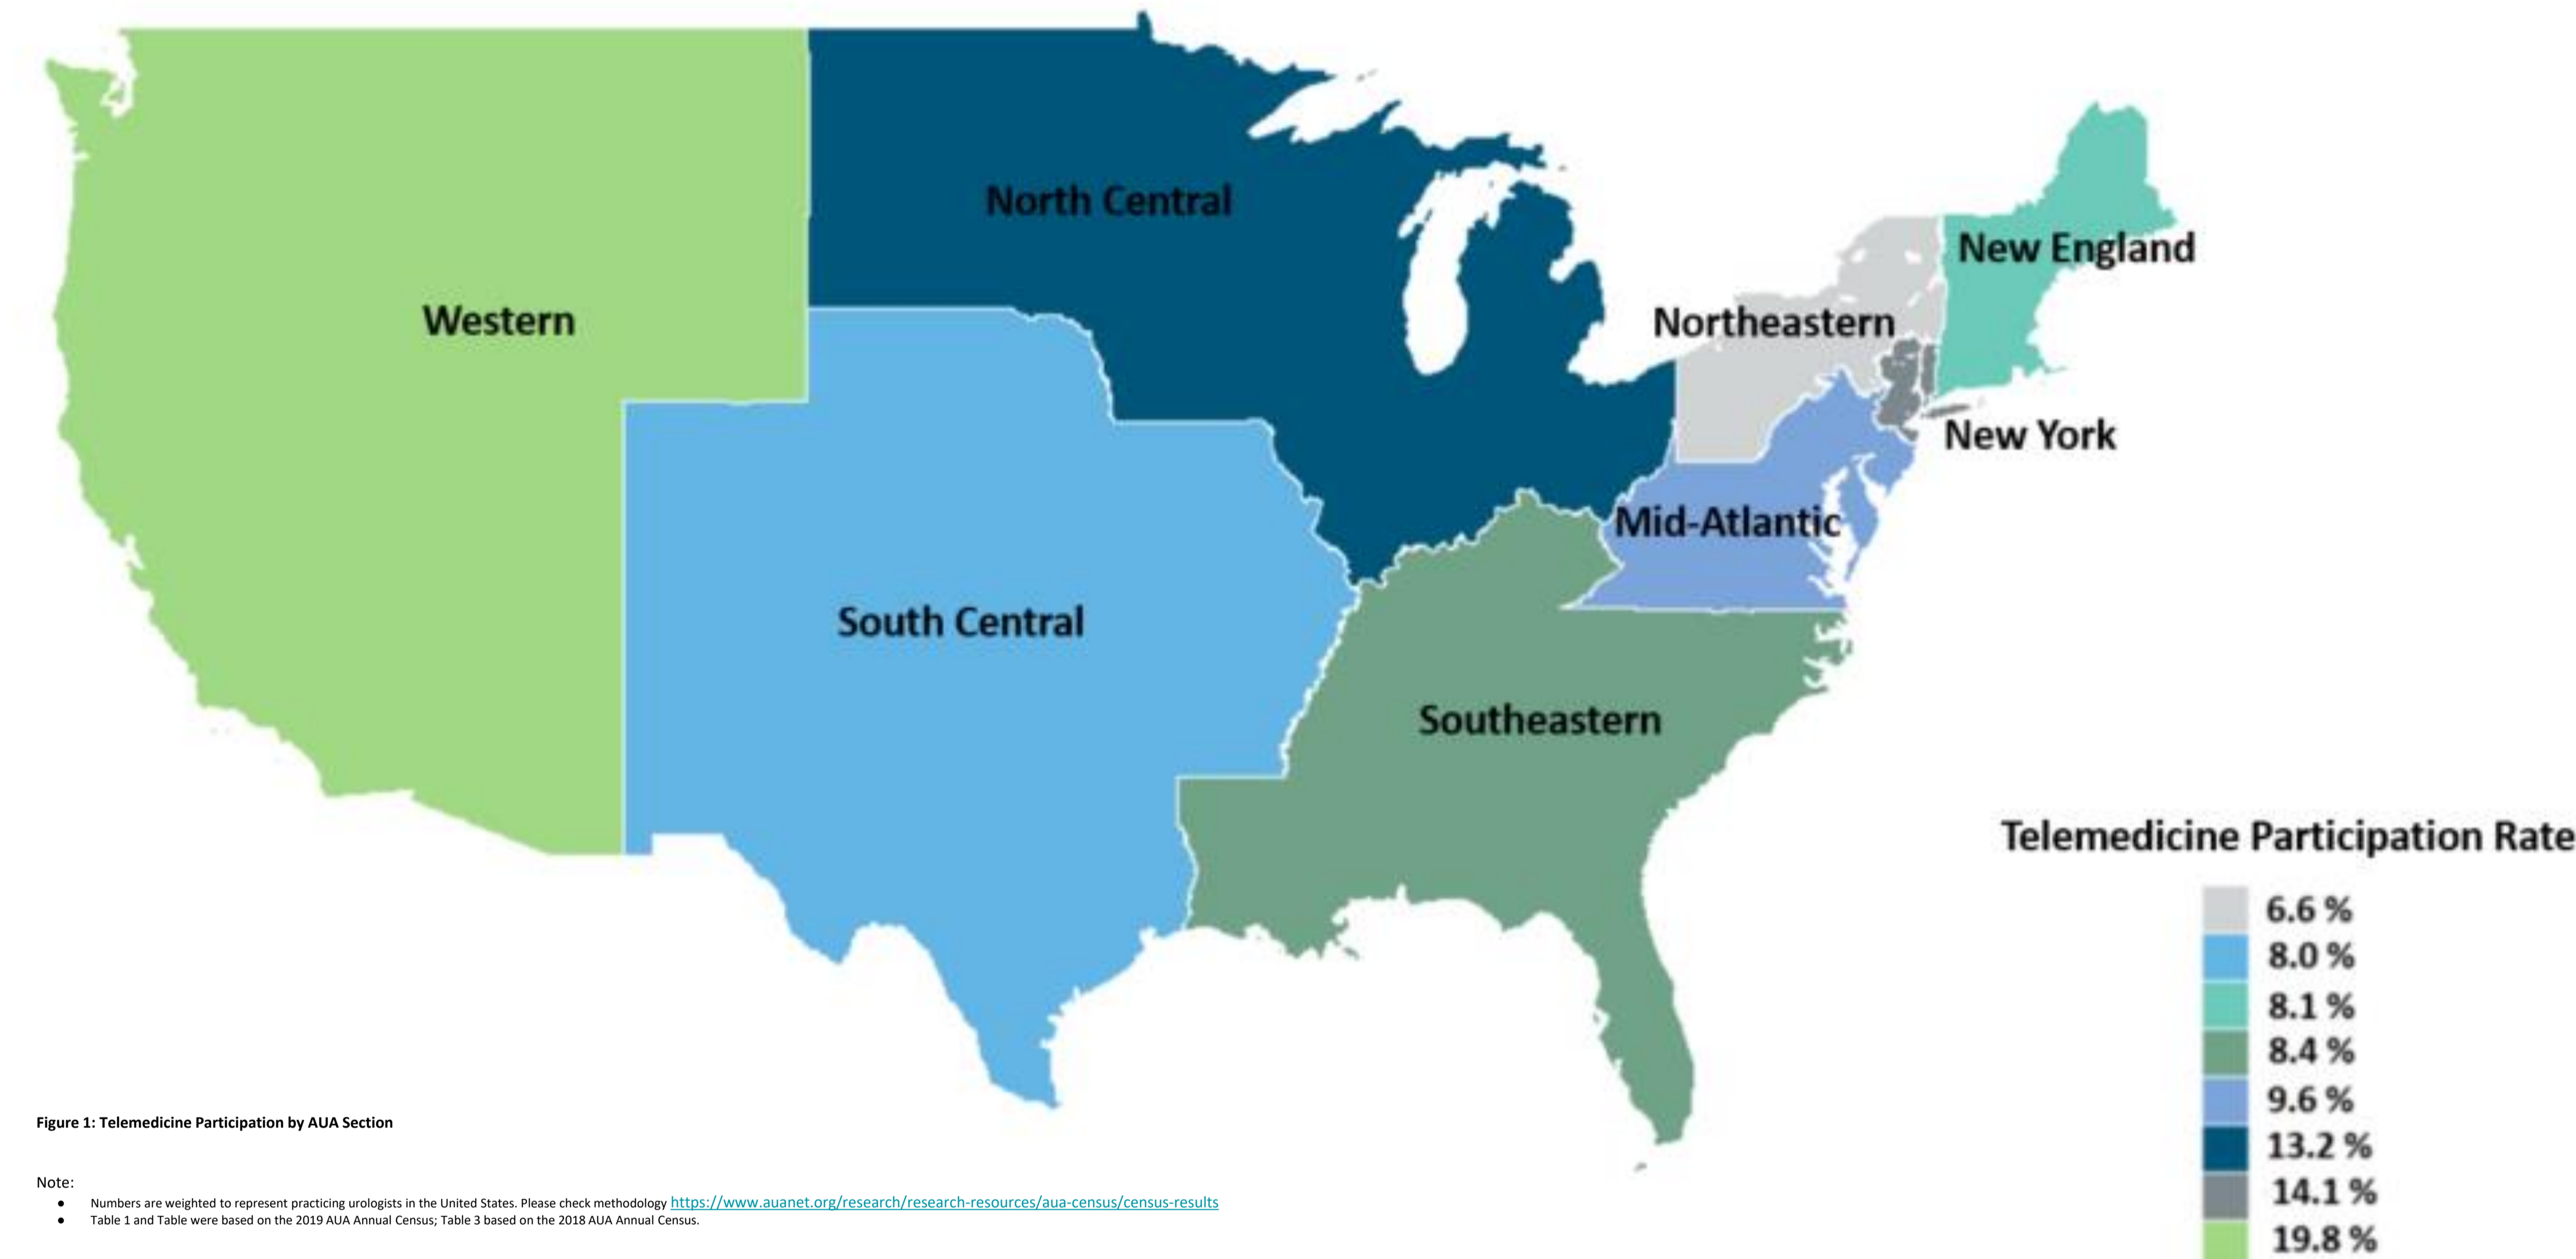 North Central
New England
Western
Northeastern
New York
Mid-Atlantic
South Central
Southeastern
Telemedicine Participation Rate
6.6 %
8.0 %
8.1 %
8.4 %
9.6 %
13.2 %
14.1 %
19.8 %
Figure 1: Telemedicine Participation by AUA Section
Note:
● Numbers are weighted to represent practicing urologists in the United States. Please check methodology https://www.auanet.org/research/research-resources/aua-census/census-results
● Table 1 and Table were based on the 2019 AUA Annual Census; Table 3 based on the 2018 AUA Annual Census.